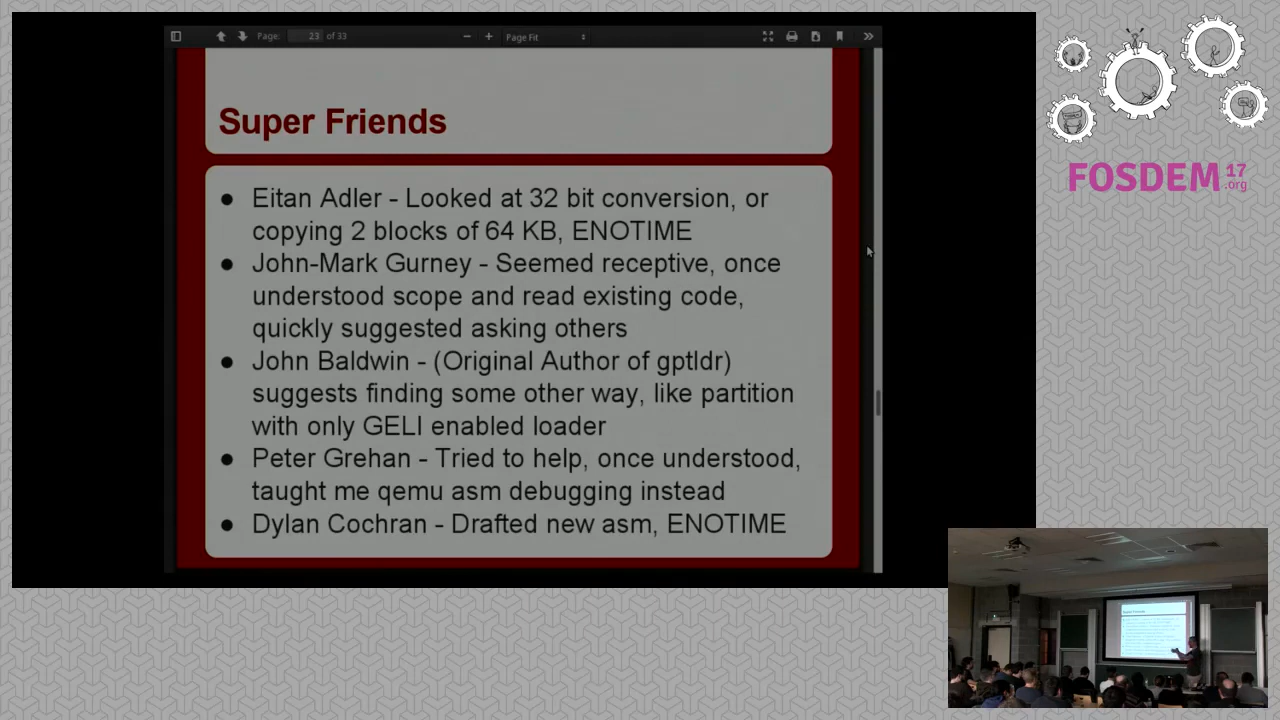 Page: 23 of 33
Page Fit
Super Friends
● Eitan Adler - Looked at 32 bit conversion, or
copying 2 blocks of 64 KB, ENOTIME
● John-Mark Gurney - Seemed receptive, once
understood scope and read existing code,
quickly suggested asking others
● John Baldwin - (Original Author of gptldr)
suggests finding some other way, like partition
with only GELI enabled loader
● Peter Grehan - Tried to help, once understood,
taught me qemu asm debugging instead
● Dylan Cochran - Drafted new asm, ENOTIME
FOSDEM 17
.org
Super Friends